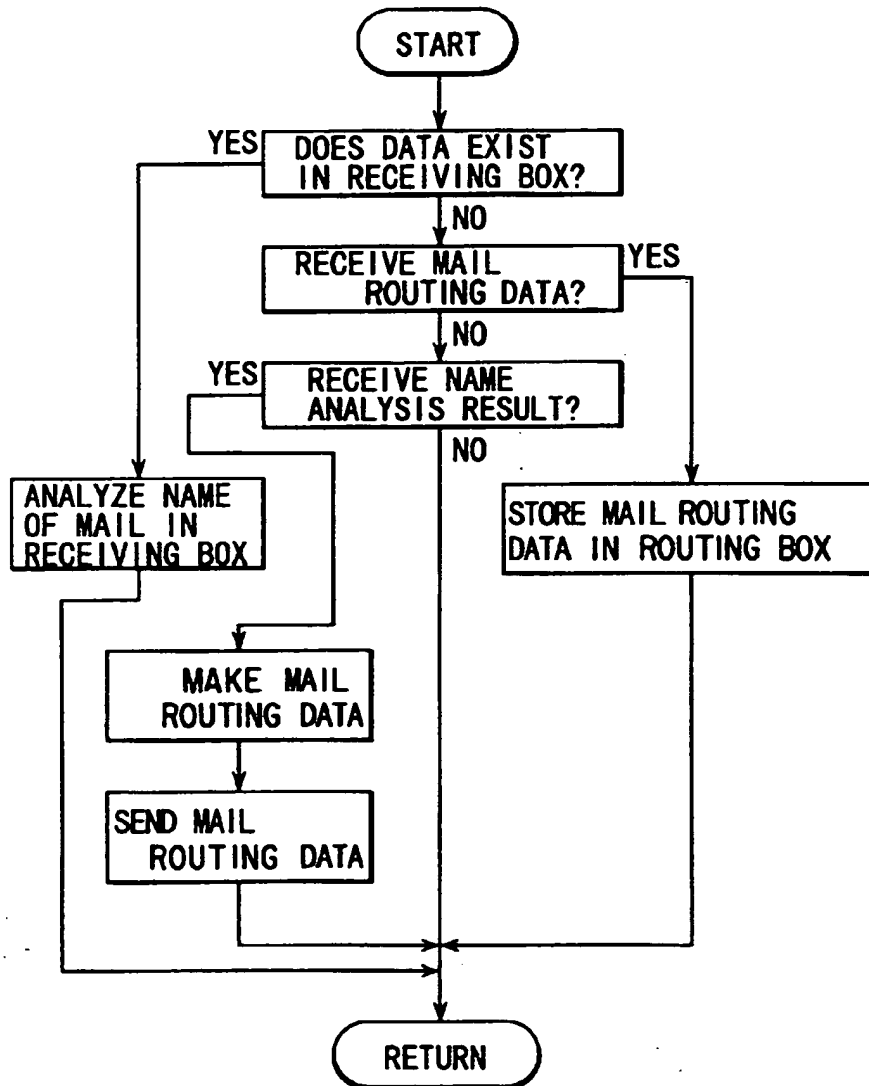 START
YES
DOES DATA EXIST
IN RECEIVING BOX?
NO
RECEIVE MAIL
ROUTING DATA?
YES
NO
YES
RECEIVE NAME
ANALYSIS RESULT?
NO
ANALYZE NAME
OF MAIL IN
RECEIVING BOX
STORE MAIL ROUTING
DATA IN ROUTING BOX
MAKE MAIL
ROUTING DATA
SEND MAIL
ROUTING DATA
RETURN